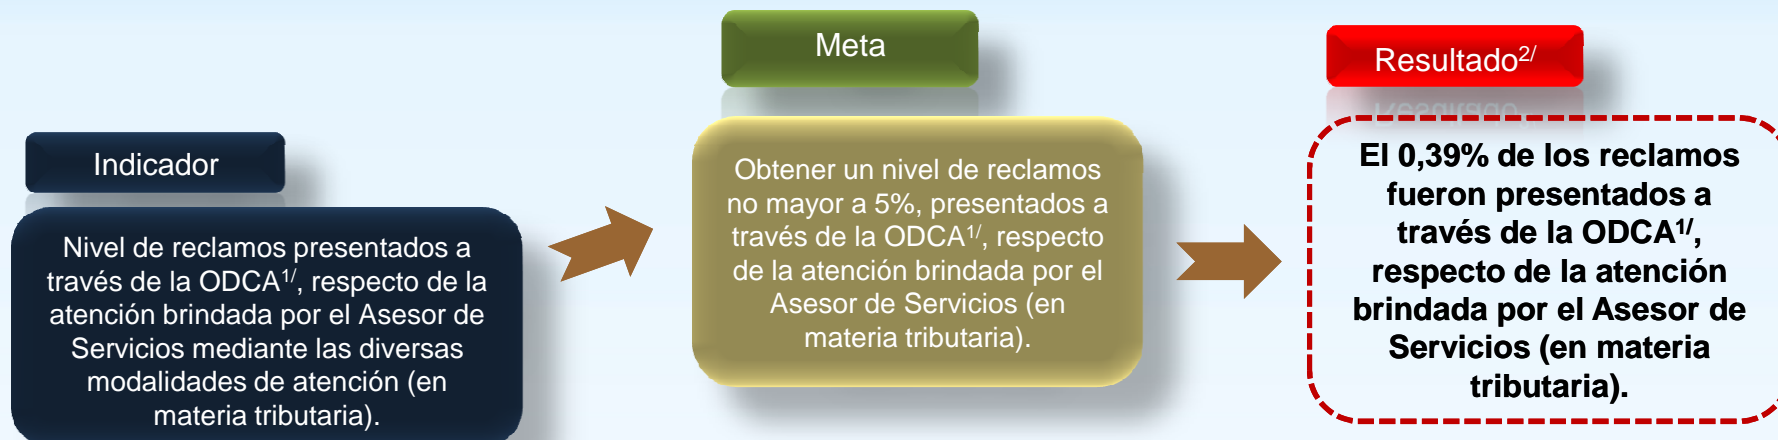 Indicador
Nivel de reclamos presentados a
través de la ODCA1/, respecto de la
atención brindada por el Asesor de
Servicios mediante las diversas
modalidades de atención (en
materia tributaria).
Meta
Obtener un nivel de reclamos
no mayor a 5%, presentados a
través de la ODCA1/, respecto
de la atención brindada por el
Asesor de Servicios (en
materia tributaria).
Resultado2/
El 0,39% de los reclamos
fueron presentados a
través de la ODCA1/,
respecto de la atención
brindada por el Asesor de
Servicios (en materia
tributaria).